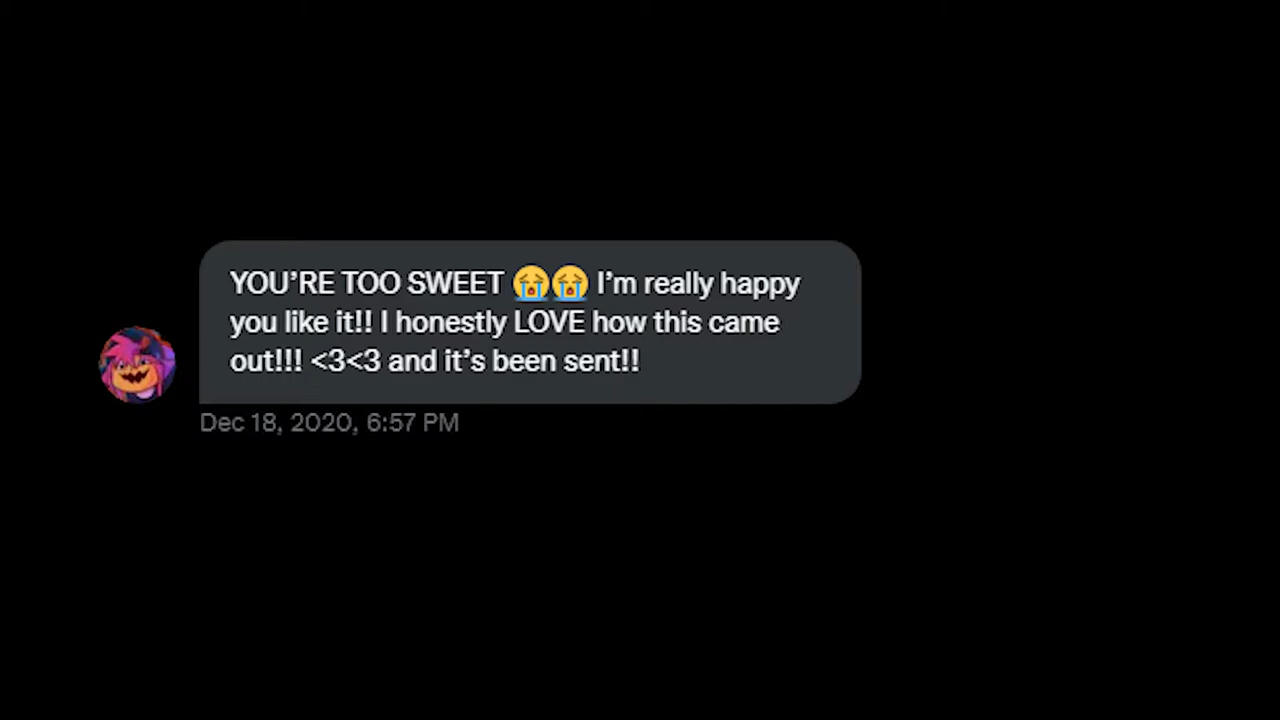 YOU’RE TOO SWEET 😭😭 I’m really happy
you like it!! I honestly LOVE how this came
out!!! <3<3 and it’s been sent!!
Dec 18, 2020, 6:57 PM